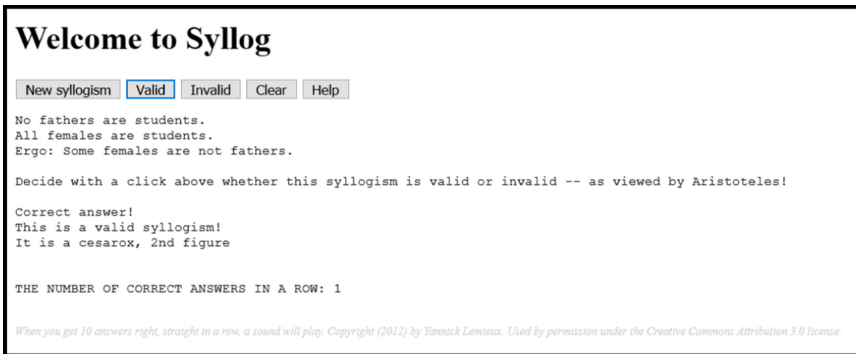 Welcome to Syllog
New syllogism Valid Invalid Clear Help
No fathers are students.
All females are students.
Ergo: Some females are not fathers.
Decide with a click above whether this syllogism is valid or invalid -- as viewed by Aristoteles!
Correct answer!
This is a valid syllogism!
It is a cesarox, 2nd figure
THE NUMBER OF CORRECT ANSWERS IN A ROW: 1
When you get 10 answers right, straight in a row, a sound will play. Copyright (2012) by Yannick Lemieux. Used by permission under the Creative Commons Attribution 3.0 license.